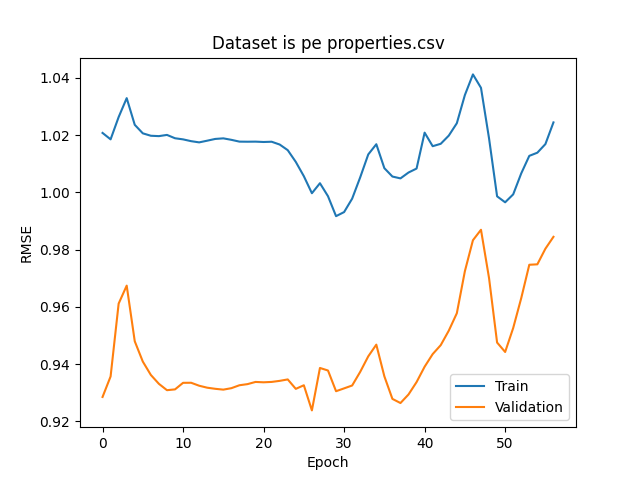 Dataset is pe properties.csv
1.04
1.02
1.00
0.98
0.96
0.94
0.92
RMSE
0 10 20 30 40 50
Epoch
Train
Validation